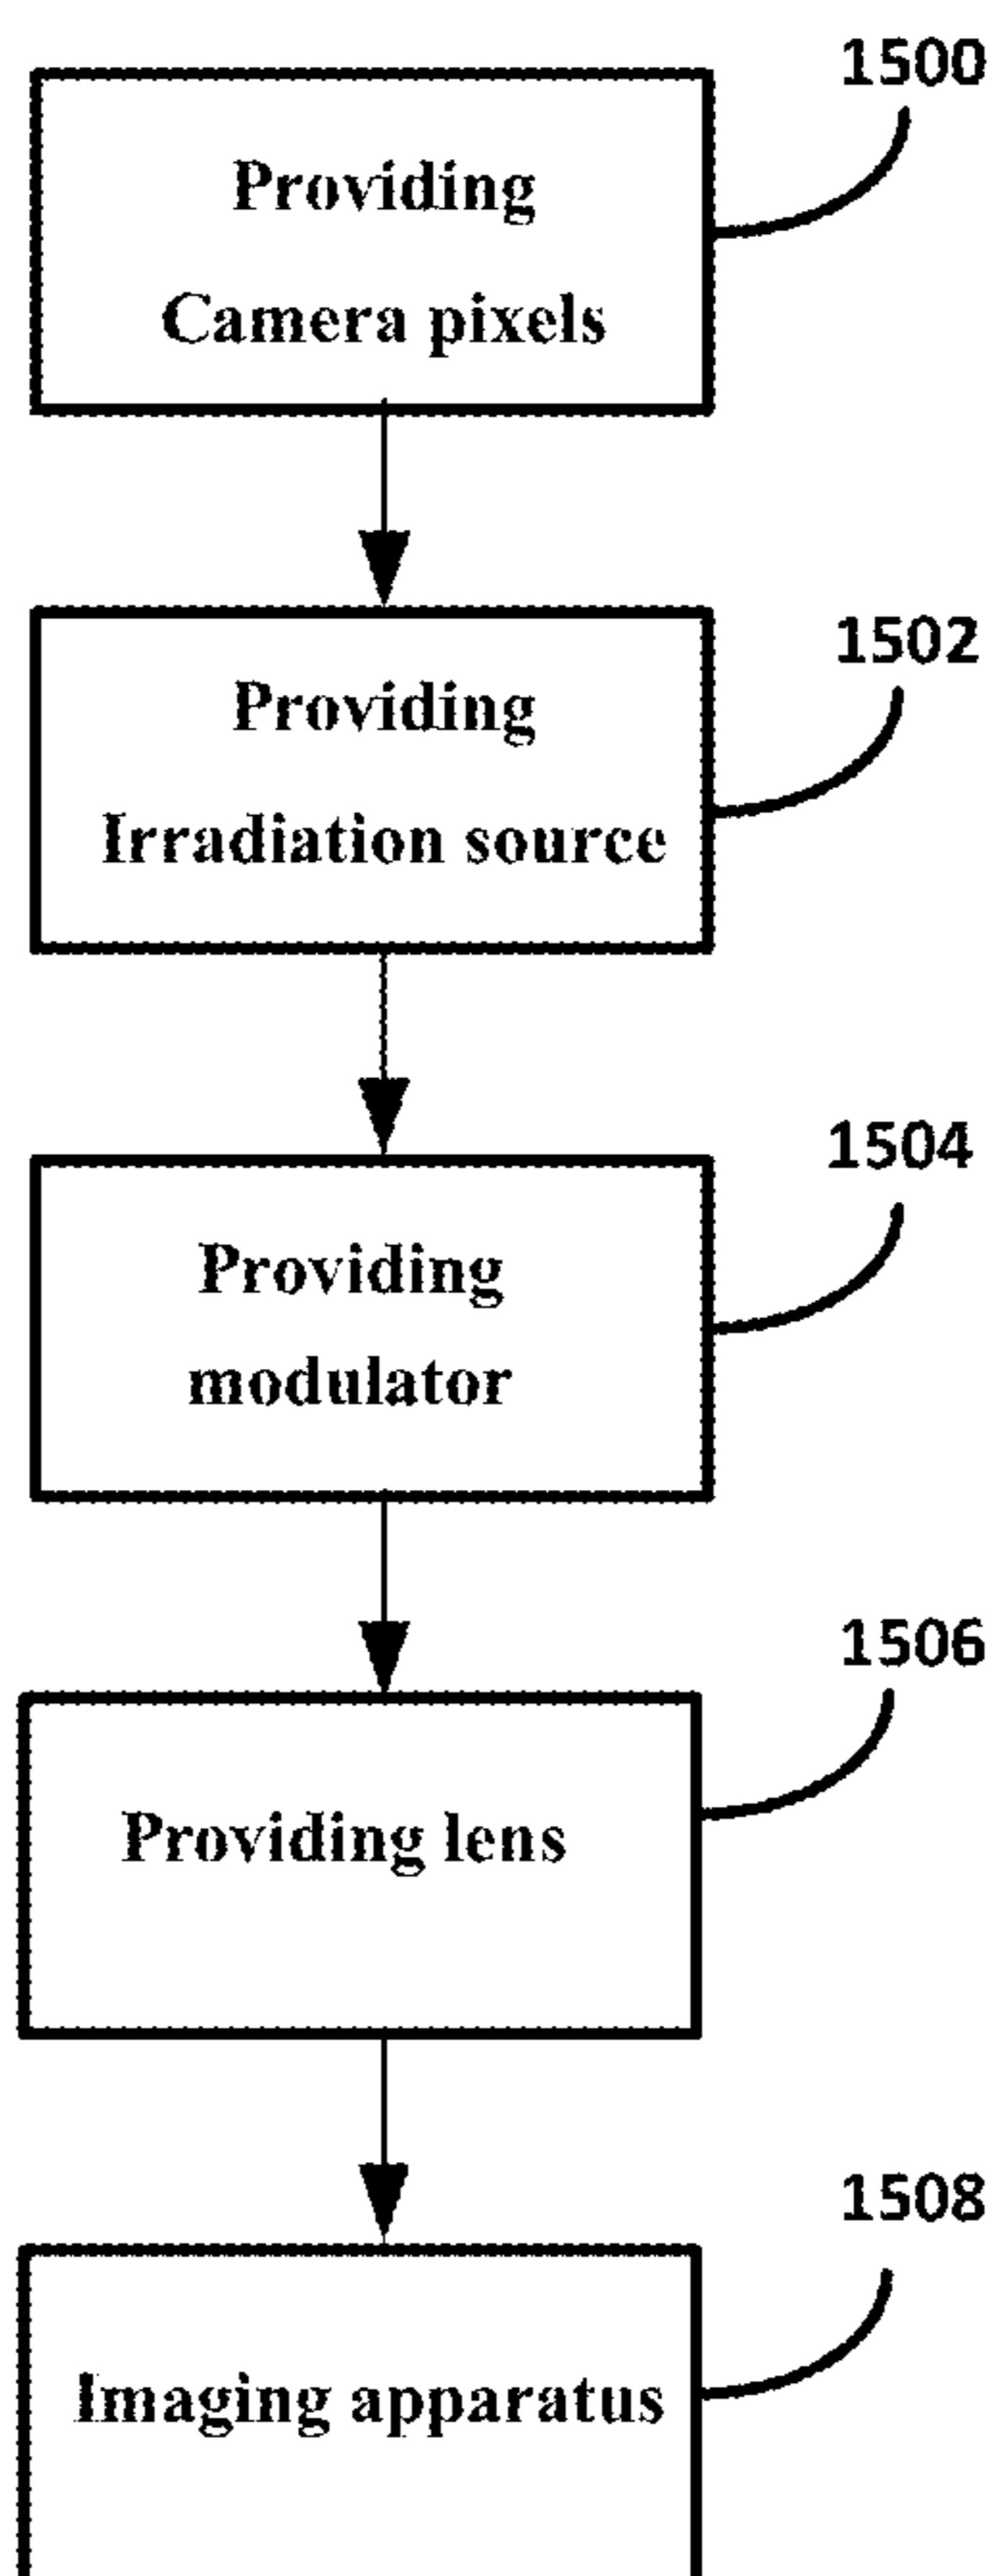 1500
Providing
Camera pixels
1502
Providing
Irradiation source
1504
Providing
modulator
1506
Providing lens
1508
Imaging apparatus